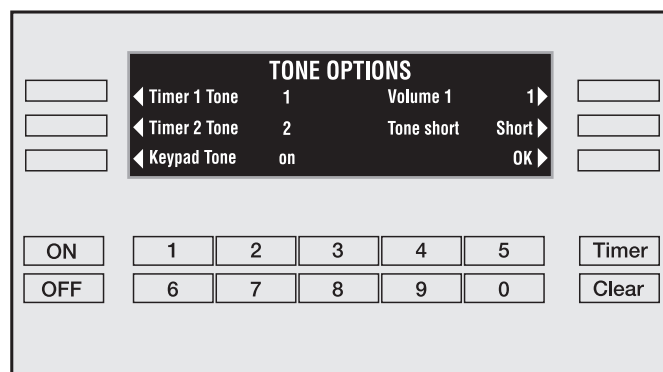 TONE OPTIONS
Timer 1 Tone 1 Volume 1 1
Timer 2 Tone 2 Tone short Short
Keypad Tone on OK
ON 1 2 3 4 5 Timer
OFF 6 7 8 9 0 Clear